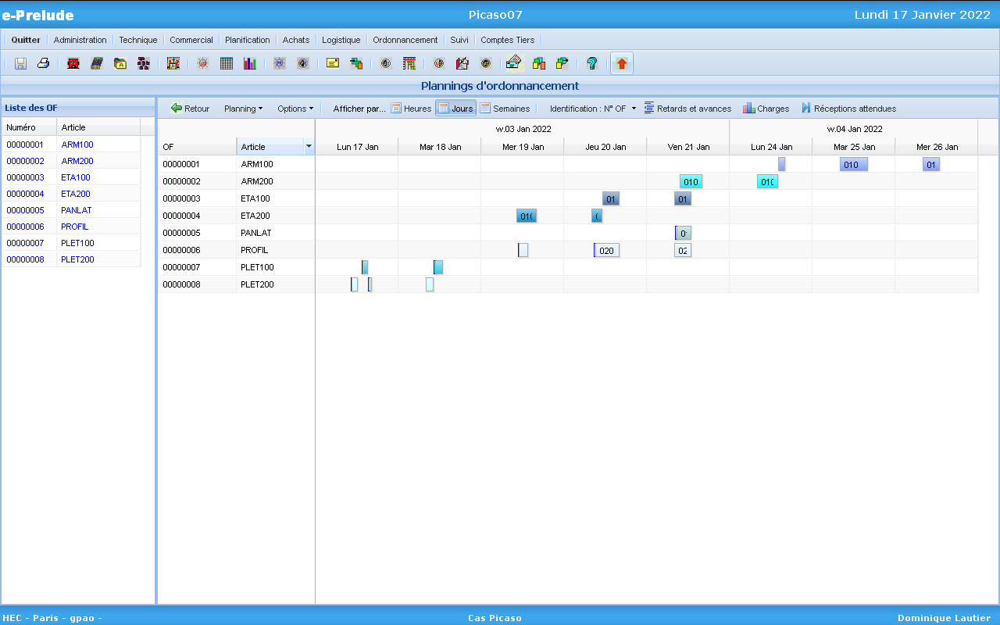 e-Prelude Picaso07 Lundi 17 Janvier 2022
Quitter Administration Technique Commercial Planification Achats Logistique Ordonnancement Suivi Comptes Tiers
Plannings d'ordonnancement
Liste des OF
Retour Planning Options Afficher par... Heures Jours Semaines Identification : N° OF Retards et avances Charges Réceptions attendues
Numéro Article
w.03 Jan 2022 w.04 Jan 2022
OF Article Lun 17 Jan Mar 18 Jan Mer 19 Jan Jeu 20 Jan Ven 21 Jan Lun 24 Jan Mar 25 Jan Mer 26 Jan
00000001 ARM100
00000002 ARM200
00000003 ETA100
00000004 ETA200
00000005 PANLAT
00000006 PROFIL
00000007 PLET100
00000008 PLET200
00000001 ARM100 010 01
00000002 ARM200 010 010
00000003 ETA100 01 01
00000004 ETA200 010
00000005 PANLAT 0
00000006 PROFIL 020 02
00000007 PLET100
00000008 PLET200
HEC - Paris - gpao - Cas Picaso Dominique Lautier